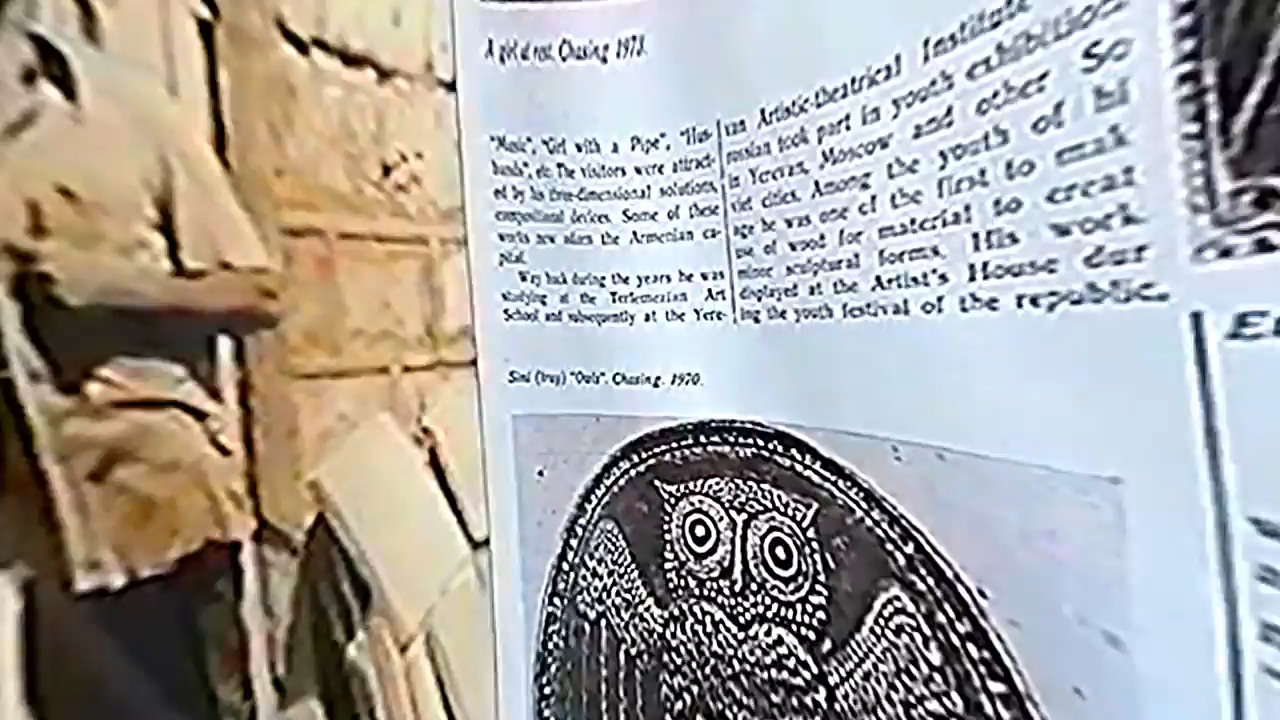 A girl at rest. Chasing 1973.
"Music", "Girl with a Pipe", "Hus-
bands", etc. The visitors were attract-
ed by his three-dimensional solutions,
compositional devices. Some of these
works now adorn the Armenian ca-
pital.
Way back during the years he was
studying at the Terlemezian Art
School and subsequently at the Yere-
van Artistic-theatrical Institute
rossian took part in youth exhibition
in Yerevan, Moscow and other So
viet cities. Among the youth of hi
age he was one of the first to mak
use of wood for material to creat
minor sculptural forms. His work
displayed at the Artist's House dur
ing the youth festival of the republic.
Sini (tray) "Owls". Chasing. 1970.